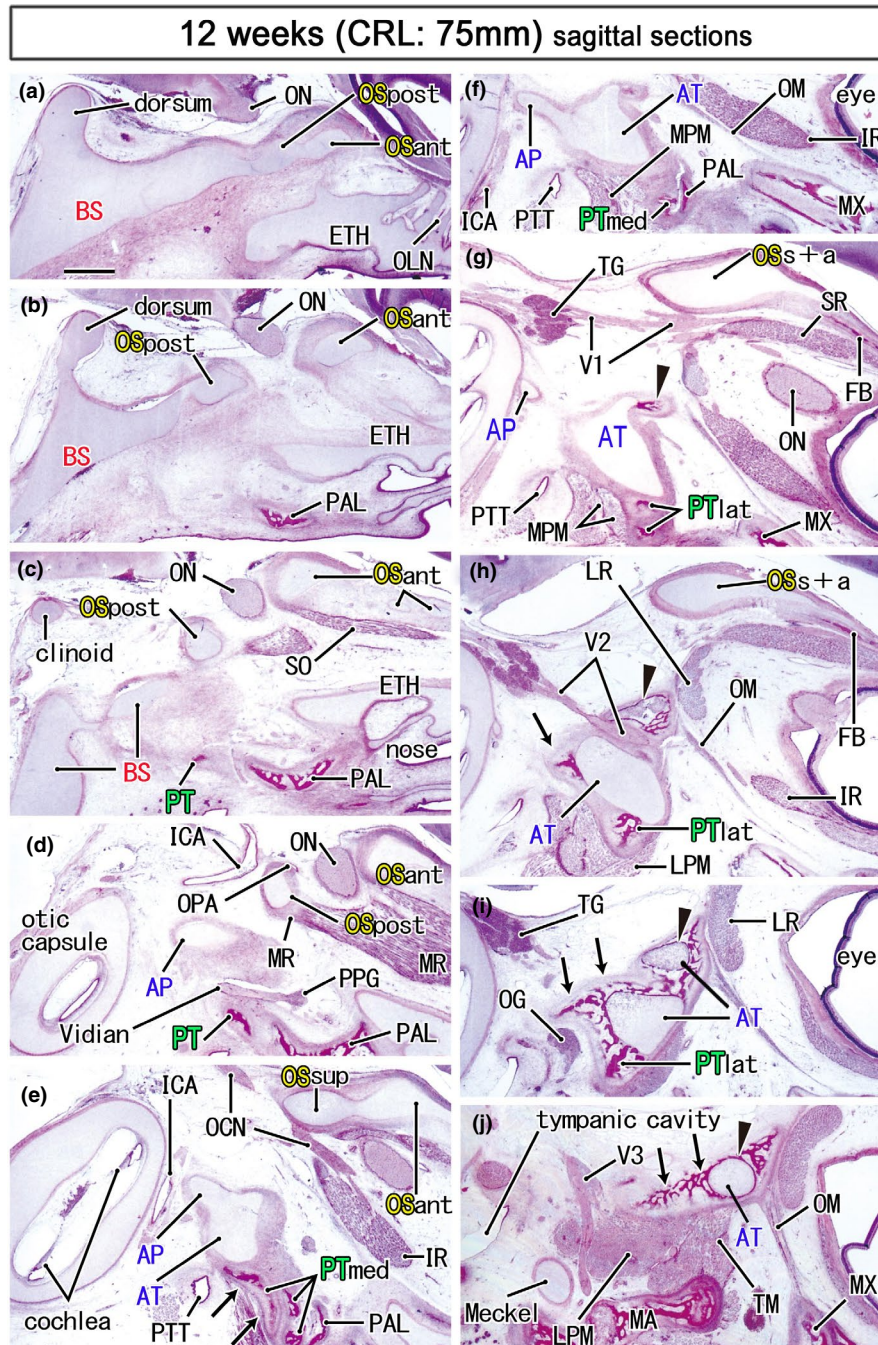 12 weeks (CRL: 75mm) sagittal sections
(a)
dorsum
ON
OSpost
OSant
BS
ETH
OLN
(b)
dorsum
ON
OSant
OSpost
BS
ETH
PAL
(c)
ON
OSant
OSpost
clinoid
SO
ETH
nose
BS
PT
PAL
(d)
ICA
ON
OSant
OPA
otic
capsule
OSpost
MR
MR
AP
PPG
Vidian
PT
PAL
(e)
ICA
OSsup
OCN
OSant
AP
IR
AT
PTmed
cochlea
PTT
PAL
(f)
AT
OM
eye
MPM
IR
AP
PAL
ICA
PTT
PTmed
MX
(g)
TG
OSs+a
SR
V1
FB
AP
AT
ON
PTT
MPM
PTlat
MX
(h)
LR
OSs+a
V2
OM
FB
IR
AT
PTlat
LPM
(i)
TG
LR
eye
OG
AT
PTlat
(j)
tympanic cavity
V3
AT
OM
Meckel
LPM
MA
TM
MX